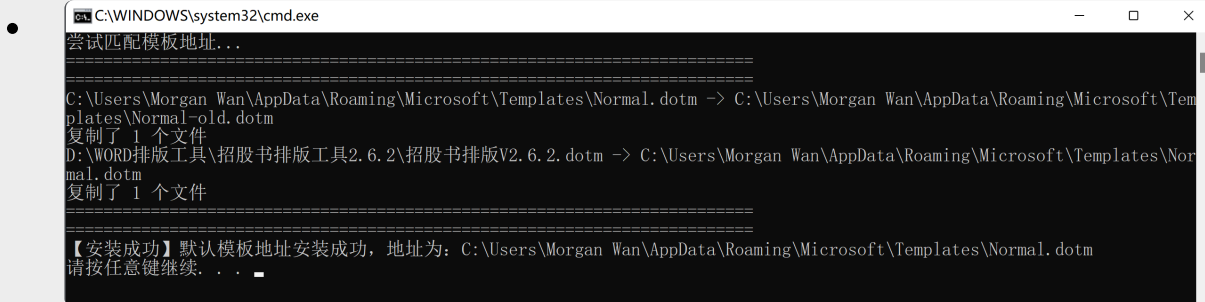 C:\WINDOWS\system32\cmd.exe
尝试匹配模板地址...
=========================================================================
=========================================================================
C:\Users\Morgan Wan\AppData\Roaming\Microsoft\Templates\Normal.dotm -> C:\Users\Morgan Wan\AppData\Roaming\Microsoft\Tem
plates\Normal-old.dotm
复制了 1 个文件
D:\WORD排版工具\招股书排版工具2.6.2\招股书排版V2.6.2.dotm -> C:\Users\Morgan Wan\AppData\Roaming\Microsoft\Templates\Nor
mal.dotm
复制了 1 个文件
=========================================================================
=========================================================================
【安装成功】默认模板地址安装成功，地址为：C:\Users\Morgan Wan\AppData\Roaming\Microsoft\Templates\Normal.dotm
请按任意键继续. . .